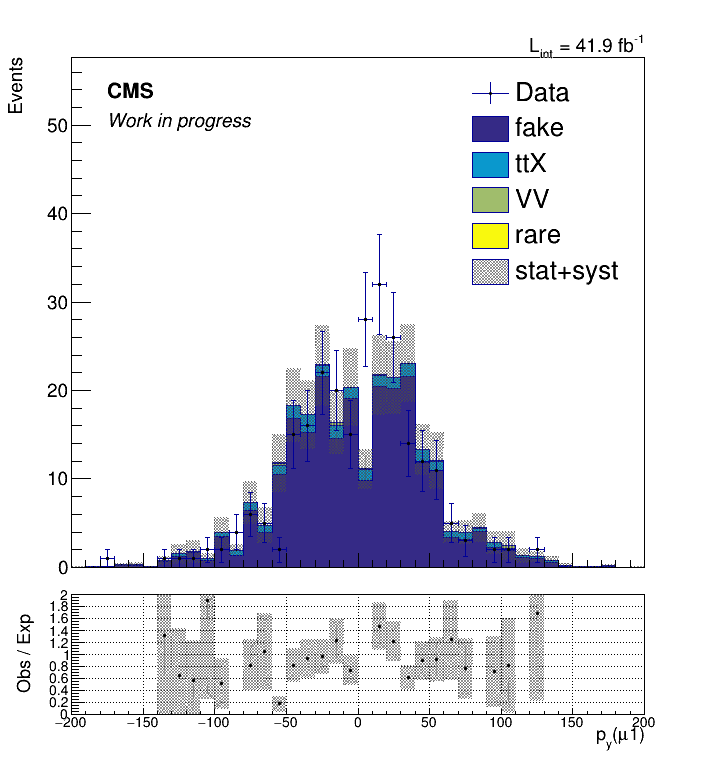 L_int = 41.9 fb^-1
Events
CMS
Work in progress
Data
fake
ttX
VV
rare
stat+syst
50
40
30
20
10
0
Obs / Exp
2
1.8
1.6
1.4
1.2
1
0.8
0.6
0.4
0.2
0
−200 −150 −100 −50 0 50 100 150 200
p_y(μ1)